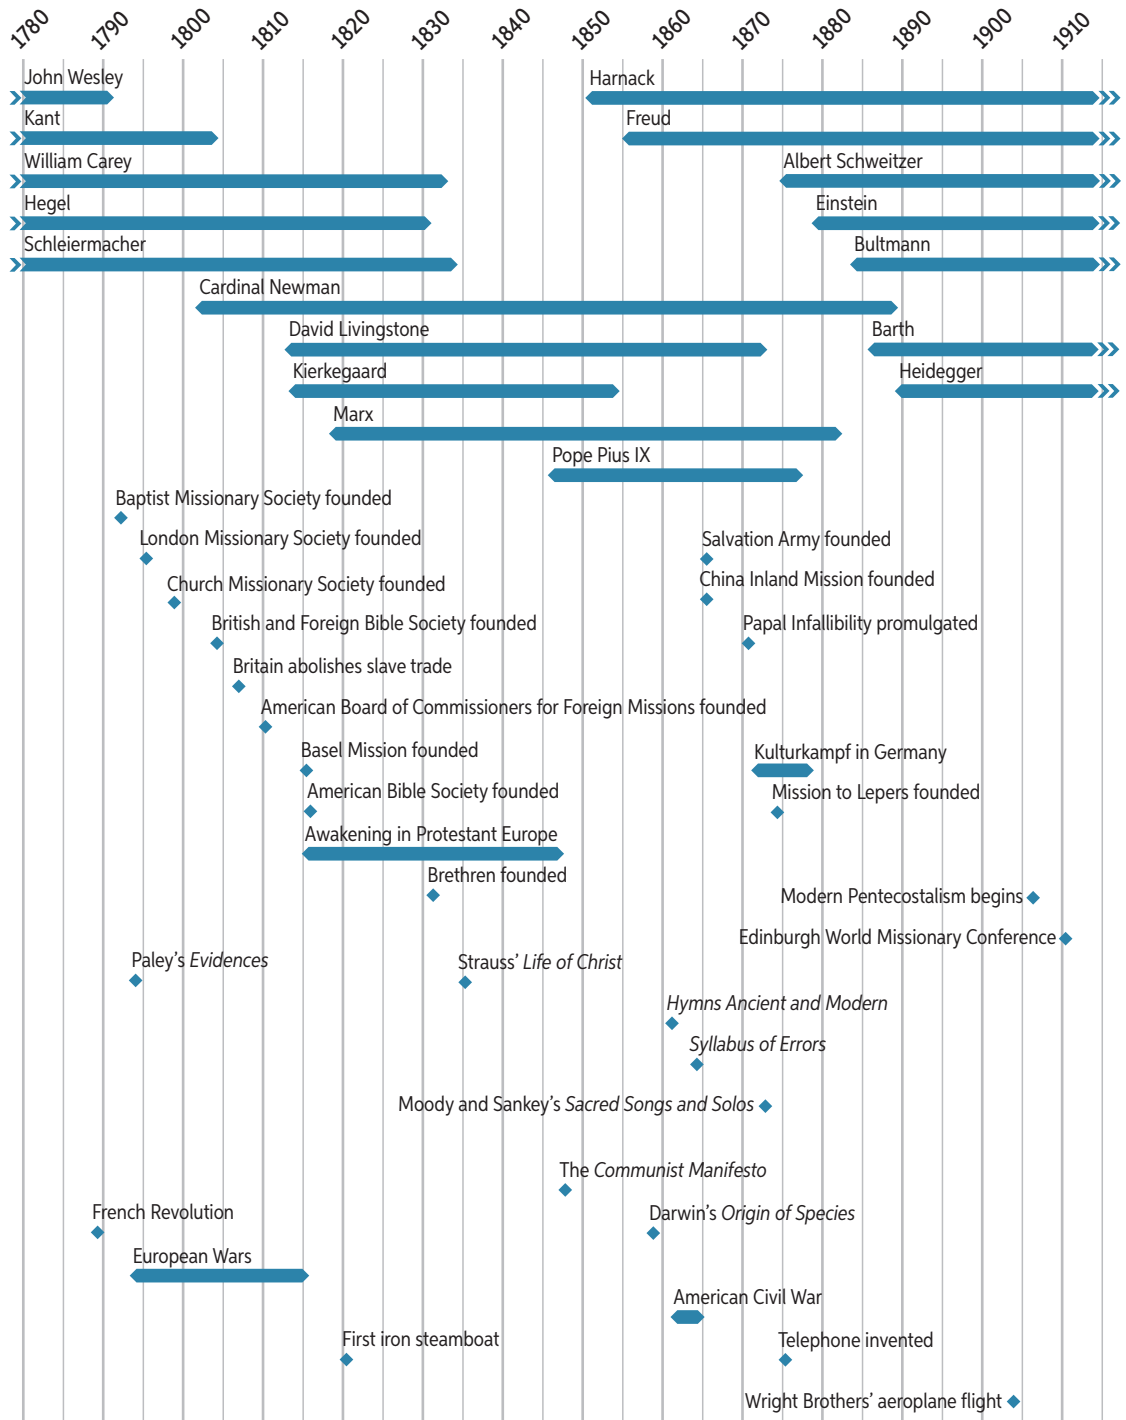 1780 1790 1800 1810 1820 1830 1840 1850 1860 1870 1880 1890 1900 1910
John Wesley
Harnack
Kant
Freud
William Carey
Albert Schweitzer
Hegel
Einstein
Schleiermacher
Bultmann
Cardinal Newman
David Livingstone
Barth
Kierkegaard
Heidegger
Marx
Pope Pius IX
Baptist Missionary Society founded
London Missionary Society founded
Salvation Army founded
Church Missionary Society founded
China Inland Mission founded
British and Foreign Bible Society founded
Papal Infallibility promulgated
Britain abolishes slave trade
American Board of Commissioners for Foreign Missions founded
Basel Mission founded
Kulturkampf in Germany
American Bible Society founded
Mission to Lepers founded
Awakening in Protestant Europe
Brethren founded
Modern Pentecostalism begins
Edinburgh World Missionary Conference
Paley’s Evidences
Strauss’ Life of Christ
Hymns Ancient and Modern
Syllabus of Errors
Moody and Sankey’s Sacred Songs and Solos
The Communist Manifesto
French Revolution
Darwin’s Origin of Species
European Wars
American Civil War
First iron steamboat
Telephone invented
Wright Brothers’ aeroplane flight